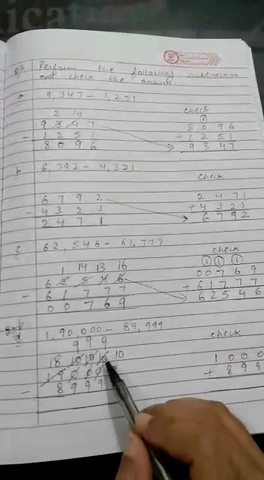 Q3 Perform the following subtraction
and check the answer.
a 9,347 - 1,251
2 14
9 3 4 7
- 1 2 5 1
8 0 9 6
check
1
8 0 9 6
+ 1 2 5 1
9 3 4 7
b 6,792 - 4,321
6 7 9 2
- 4 3 2 1
2 4 7 1
check
2 4 7 1
+ 4 3 2 1
6 7 9 2
c 62,546 - 61,777
1 14 13 16
6 2 5 4 6
- 6 1 7 7 7
0 0 7 6 9
check
1 1 1
0 0 7 6 9
+ 6 1 7 7 7
6 2 5 4 6
1,90,000 - 89,999
9 9 9
18 10 10 10 10
1 9 0 0 0
- 8 9 9 9
check
1 0 0 0
+ 8 9 9